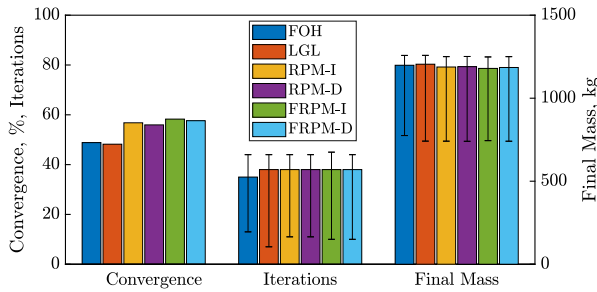 100
80
60
40
20
0
Convergence, %, Iterations
FOH
LGL
RPM-I
RPM-D
FRPM-I
FRPM-D
1500
1000
500
0
Final Mass, kg
Convergence
Iterations
Final Mass